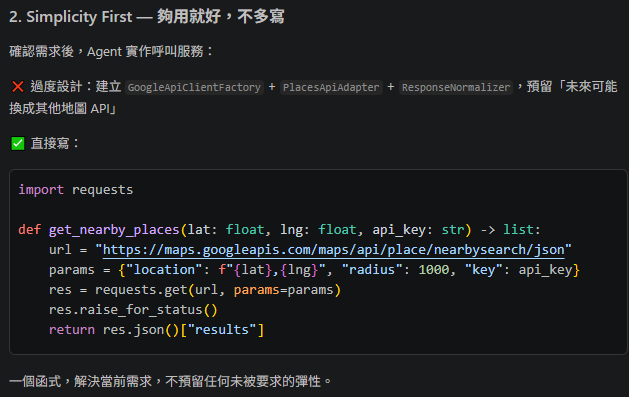 2. Simplicity First — 夠用就好，不多寫
確認需求後，Agent 實作呼叫服務：
❌ 過度設計：建立 GoogleApiClientFactory + PlacesApiAdapter + ResponseNormalizer，預留「未來可能
換成其他地圖 API」
✅ 直接寫：
import requests
def get_nearby_places(lat: float, lng: float, api_key: str) -> list:
    url = "https://maps.googleapis.com/maps/api/place/nearbysearch/json"
    params = {"location": f"{lat},{lng}", "radius": 1000, "key": api_key}
    res = requests.get(url, params=params)
    res.raise_for_status()
    return res.json()["results"]
一個函式，解決當前需求，不預留任何未被要求的彈性。